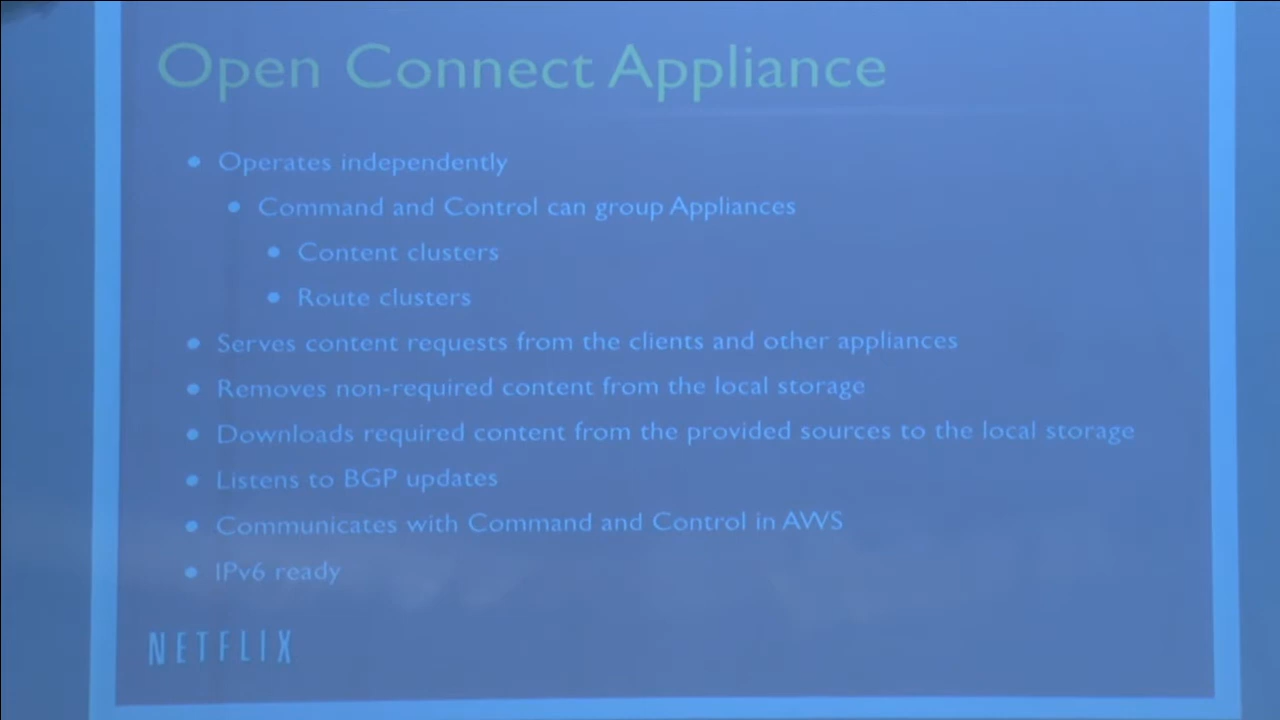 Open Connect Appliance
• Operates independently
• Command and Control can group Appliances
• Content clusters
• Route clusters
• Serves content requests from the clients and other appliances
• Removes non-required content from the local storage
• Downloads required content from the provided sources to the local storage
• Listens to BGP updates
• Communicates with Command and Control in AWS
• IPv6 ready
NETFLIX